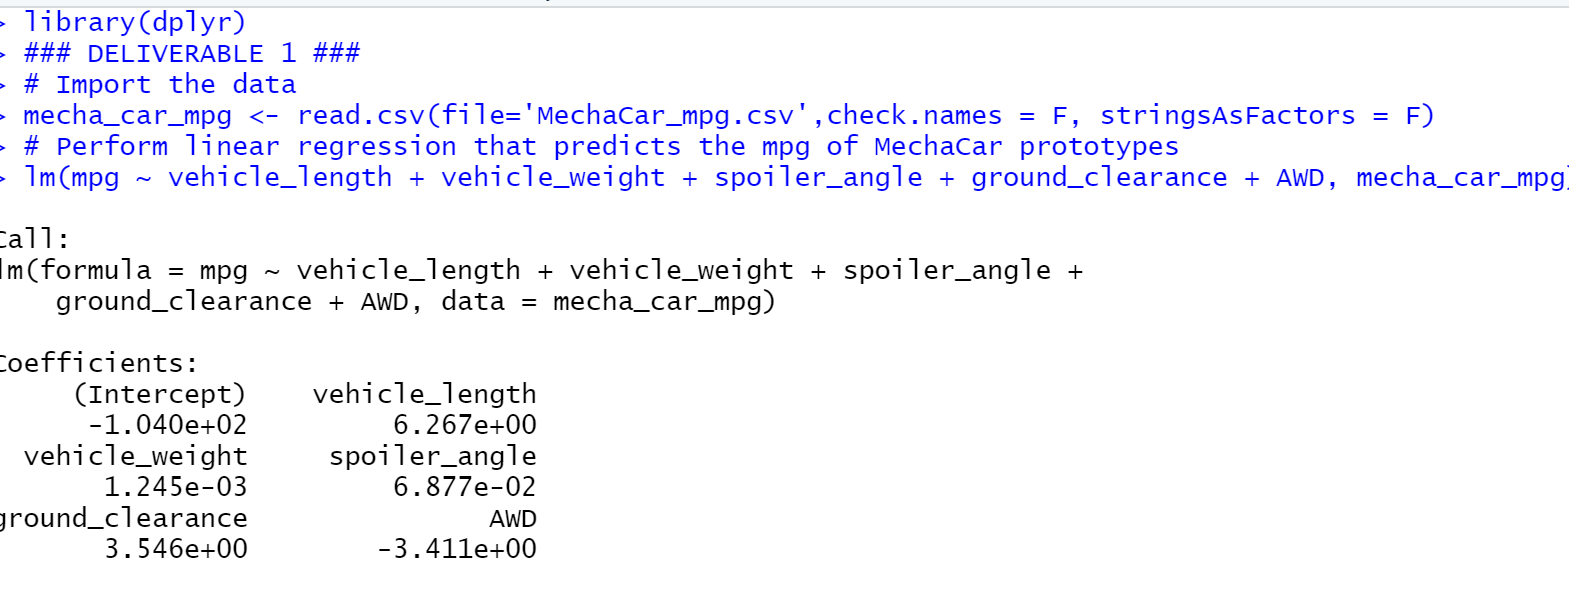 > library(dplyr)
> ### DELIVERABLE 1 ###
> # Import the data
> mecha_car_mpg <- read.csv(file='MechaCar_mpg.csv',check.names = F, stringsAsFactors = F)
> # Perform linear regression that predicts the mpg of MechaCar prototypes
> lm(mpg ~ vehicle_length + vehicle_weight + spoiler_angle + ground_clearance + AWD, mecha_car_mpg)
Call:
lm(formula = mpg ~ vehicle_length + vehicle_weight + spoiler_angle +
ground_clearance + AWD, data = mecha_car_mpg)
Coefficients:
(Intercept) vehicle_length
-1.040e+02 6.267e+00
vehicle_weight spoiler_angle
1.245e-03 6.877e-02
ground_clearance AWD
3.546e+00 -3.411e+00